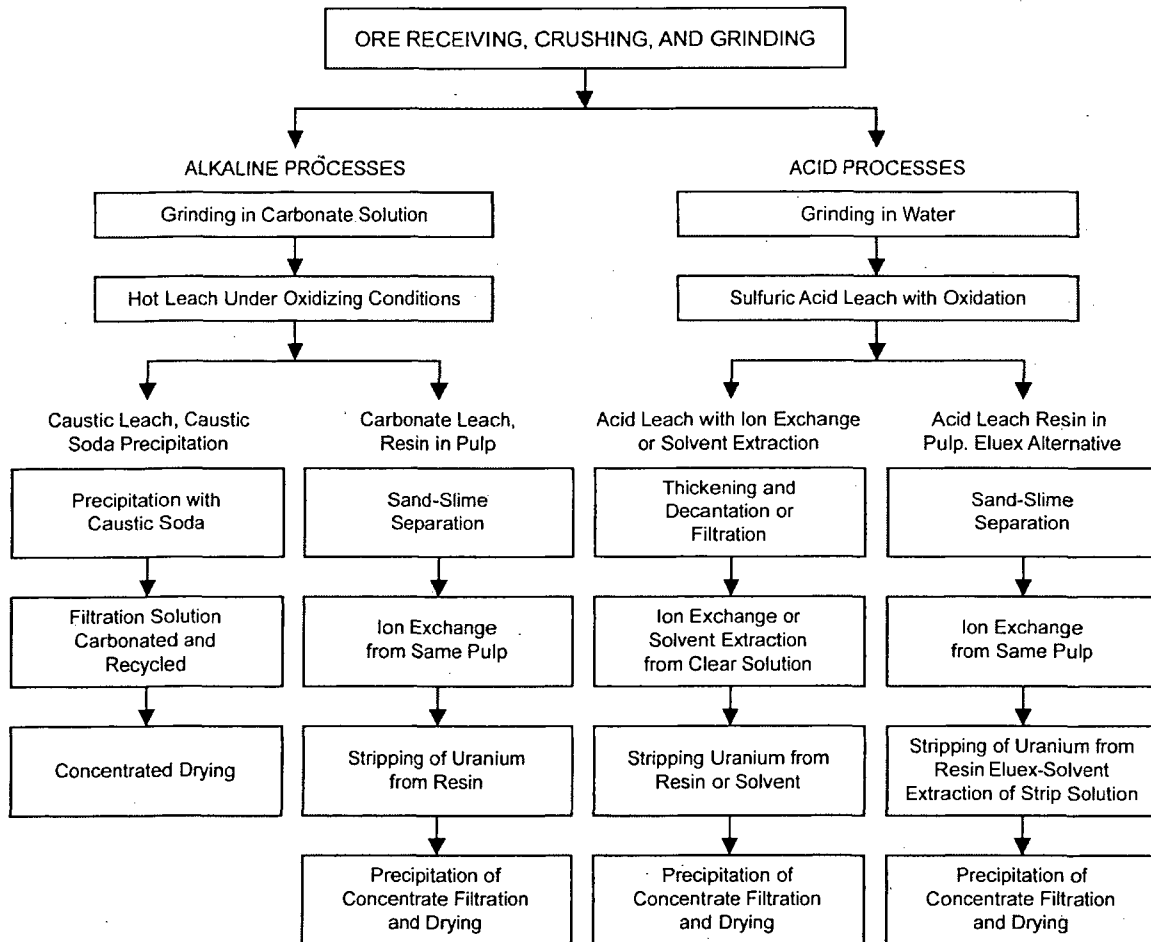 ORE RECEIVING, CRUSHING, AND GRINDING
ALKALINE PROCESSES
Grinding in Carbonate Solution
Hot Leach Under Oxidizing Conditions
ACID PROCESSES
Grinding in Water
Sulfuric Acid Leach with Oxidation
Caustic Leach, Caustic
Soda Precipitation
Precipitation with
Caustic Soda
Filtration Solution
Carbonated and
Recycled
Concentrated Drying
Carbonate Leach,
Resin in Pulp
Sand-Slime
Separation
Ion Exchange
from Same Pulp
Stripping of Uranium
from Resin
Precipitation of
Concentrate Filtration
and Drying
Acid Leach with Ion Exchange
or Solvent Extraction
Thickening and
Decantation or
Filtration
Ion Exchange or
Solvent Extraction
from Clear Solution
Stripping Uranium from
Resin or Solvent
Precipitation of
Concentrate Filtration
and Drying
Acid Leach Resin in
Pulp. Eluex Alternative
Sand-Slime
Separation
Ion Exchange
from Same Pulp
Stripping of Uranium from
Resin Eluex-Solvent
Extraction of Strip Solution
Precipitation of
Concentrate Filtration
and Drying